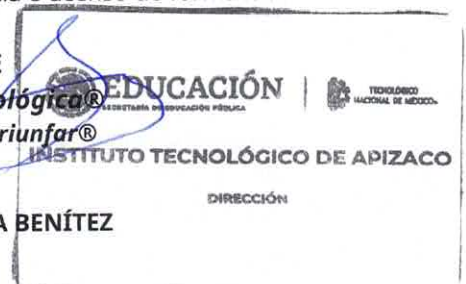 E
ológica®
riunfar®
A BENÍTEZ
EDUCACIÓN
SECRETARÍA DE EDUCACIÓN PÚBLICA
TECNOLÓGICO
NACIONAL DE MÉXICO
INSTITUTO TECNOLÓGICO DE APIZACO
DIRECCIÓN